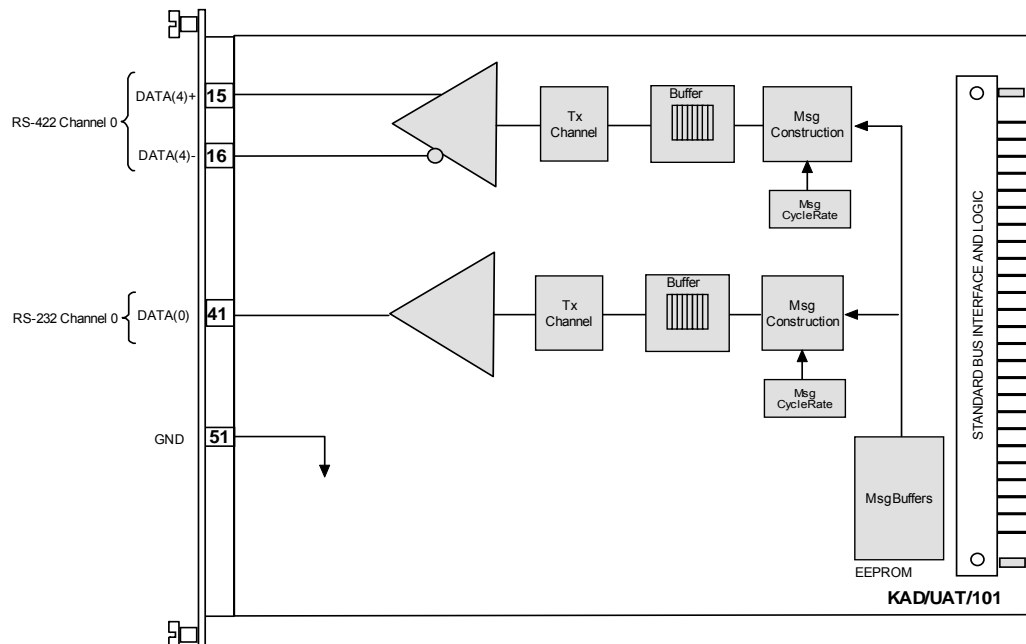 RS-422 Channel 0
DATA(4)+
15
DATA(4)-
16
Tx
Channel
Buffer
Msg
Construction
Msg
CycleRate
RS-232 Channel 0
DATA(0)
41
Tx
Channel
Buffer
Msg
Construction
Msg
CycleRate
GND
51
MsgBuffers
EEPROM
STANDARD BUS INTERFACE AND LOGIC
KAD/UAT/101